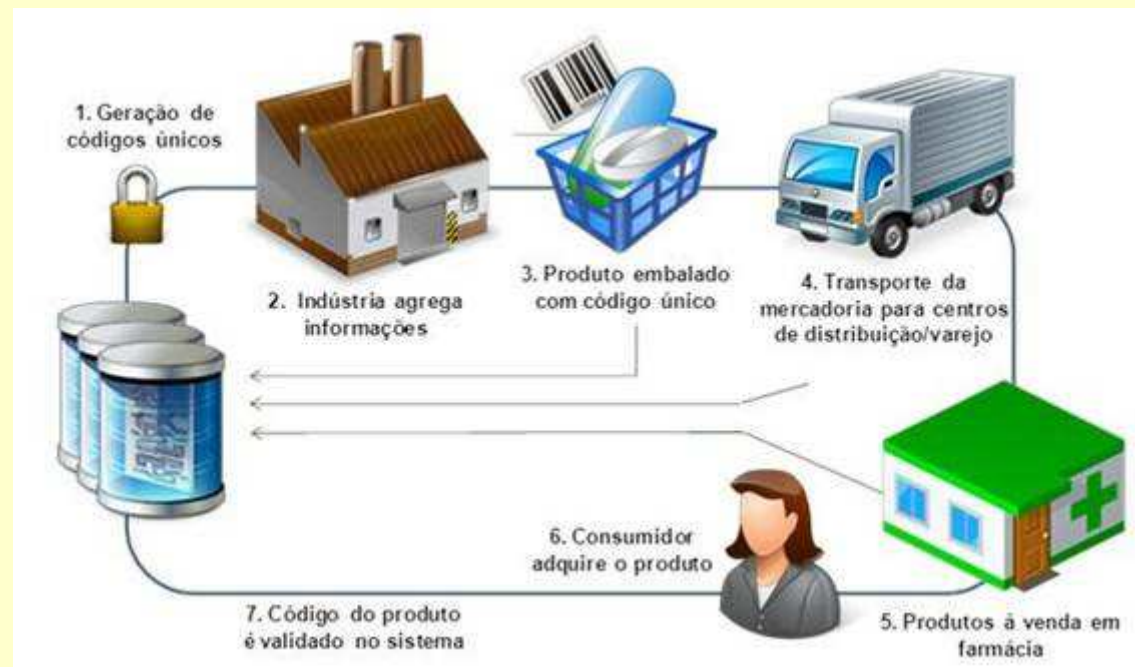 1. Geração de
códigos únicos
2. Indústria agrega
informações
3. Produto embalado
com código único
4. Transporte da
mercadoria para centros
de distribuição/varejo
5. Produtos à venda em
farmácia
6. Consumidor
adquire o produto
7. Código do produto
é validado no sistema